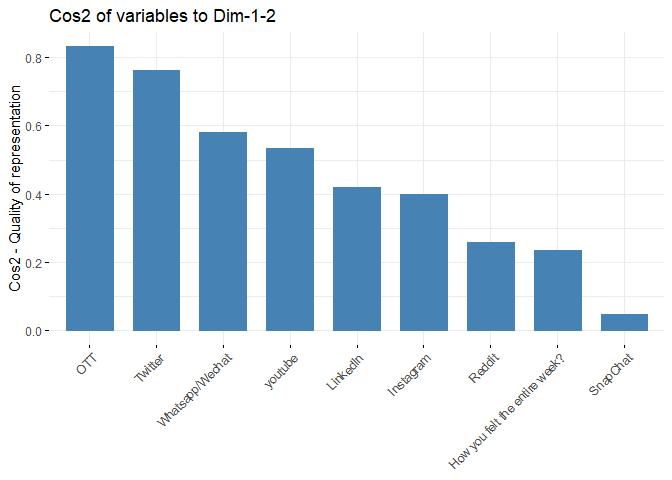 Cos2 of variables to Dim-1-2
Cos2 - Quality of representation
0.8
0.6
0.4
0.2
0.0
OTT
Twitter
Whatsapp/Wechat
youtube
LinkedIn
Instagram
Reddit
How you felt the entire week?
SnapChat